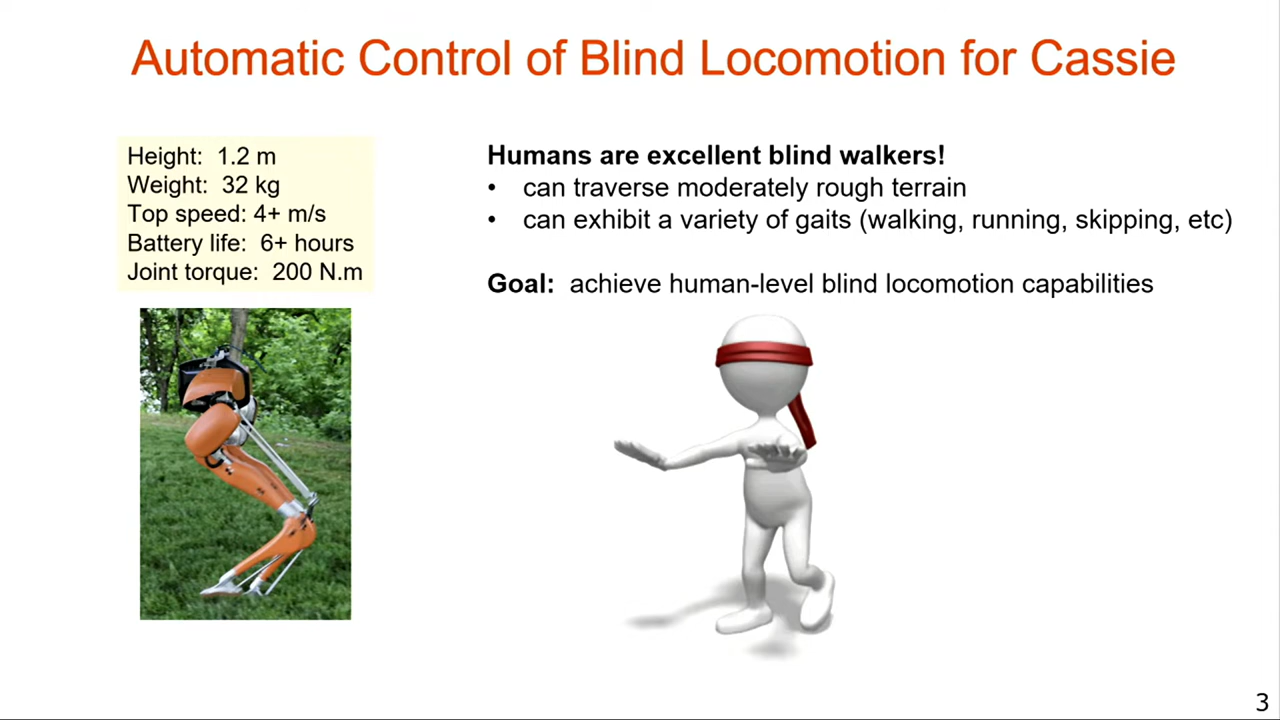 Automatic Control of Blind Locomotion for Cassie
Height: 1.2 m
Weight: 32 kg
Top speed: 4+ m/s
Battery life: 6+ hours
Joint torque: 200 N.m
Humans are excellent blind walkers!
• can traverse moderately rough terrain
• can exhibit a variety of gaits (walking, running, skipping, etc)
Goal: achieve human-level blind locomotion capabilities
3